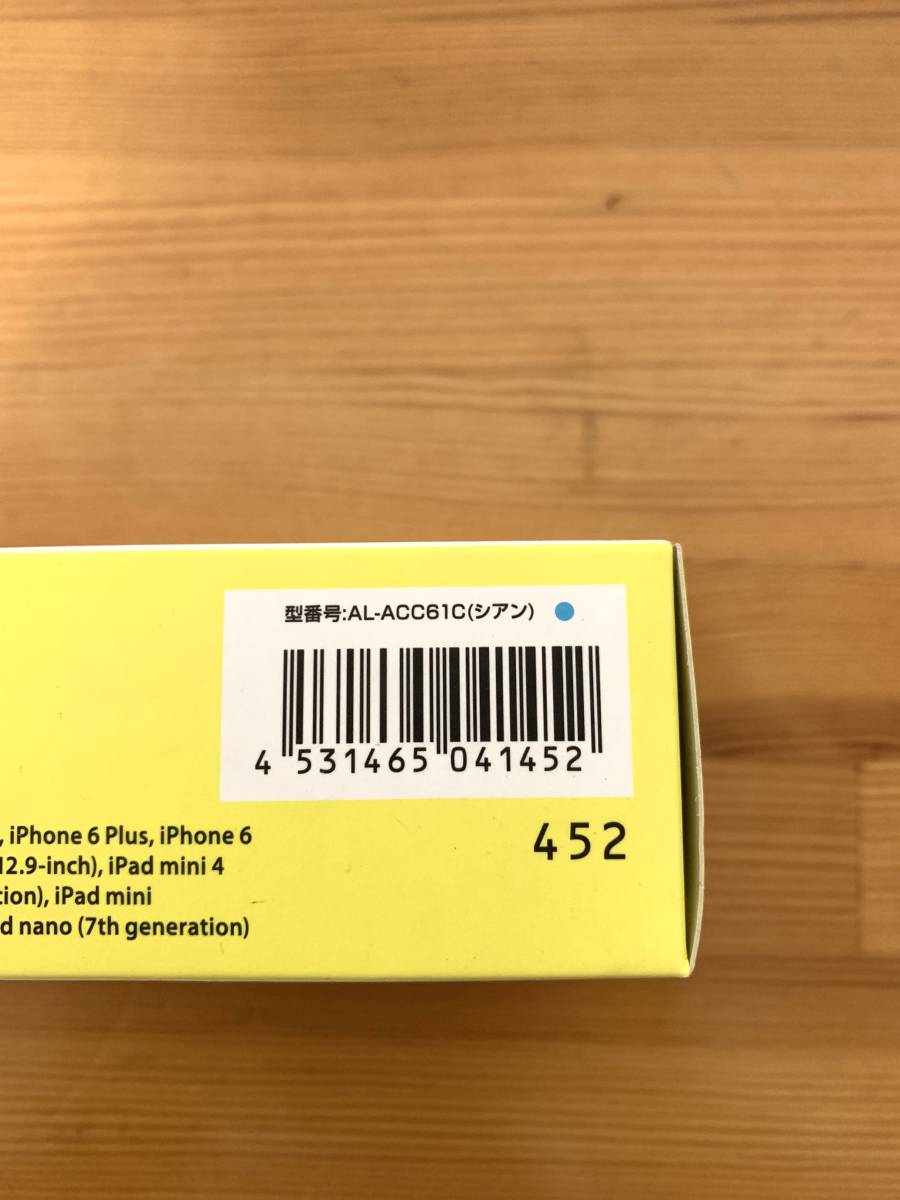 型番号:AL-ACC61C(シアン)
4 531465 041452
, iPhone 6 Plus, iPhone 6
12.9-inch), iPad mini 4
tion), iPad mini
d nano (7th generation)
452